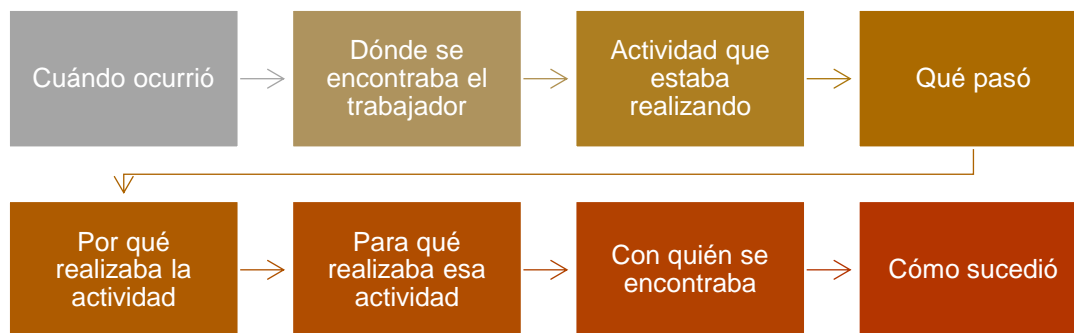 Cuándo ocurrió
Dónde se
encontraba el
trabajador
Actividad que
estaba
realizando
Qué pasó
Por qué
realizaba la
actividad
Para qué
realizaba esa
actividad
Con quién se
encontraba
Cómo sucedió